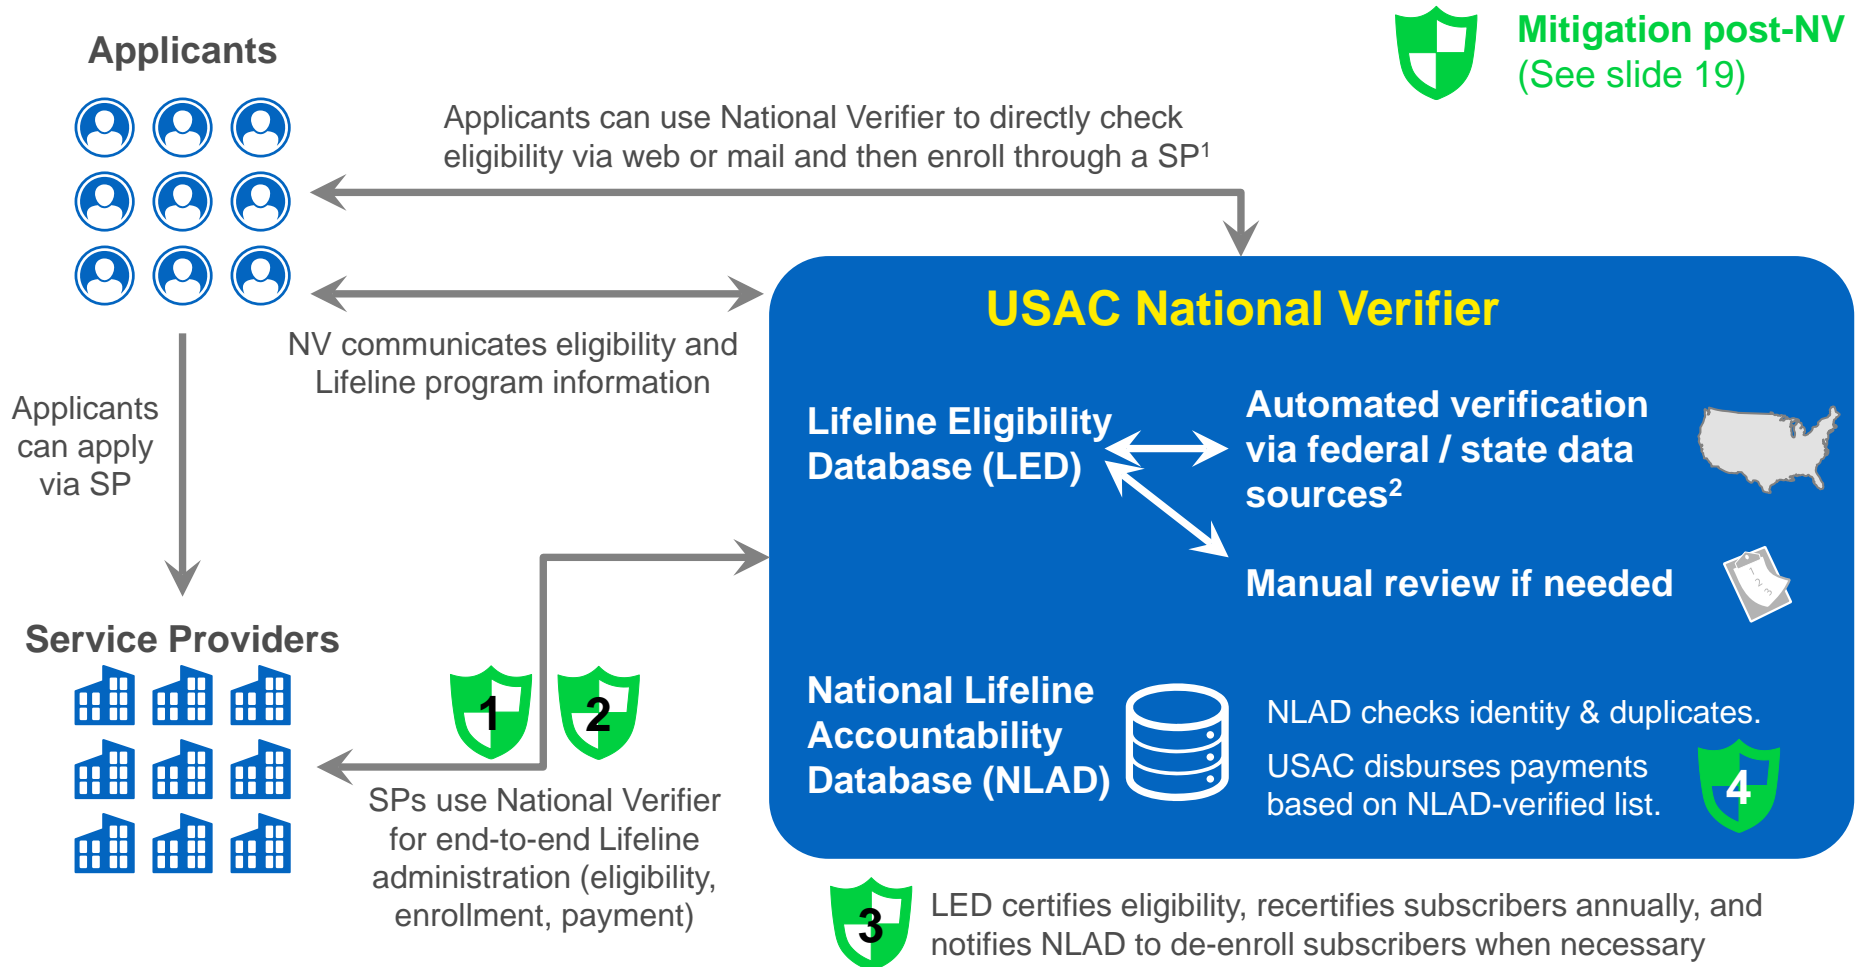 Applicants
Mitigation post-NV
(See slide 19)
Applicants can use National Verifier to directly check
eligibility via web or mail and then enroll through a SP¹
NV communicates eligibility and
Lifeline program information
Applicants
can apply
via SP
USAC National Verifier
Lifeline Eligibility
Database (LED)
Automated verification
via federal / state data
sources²
Manual review if needed
1
2
3
Service Providers
1
2
SPs use National Verifier
for end-to-end Lifeline
administration (eligibility,
enrollment, payment)
National Lifeline
Accountability
Database (NLAD)
NLAD checks identity & duplicates.
USAC disburses payments
based on NLAD-verified list.
4
3
LED certifies eligibility, recertifies subscribers annually, and
notifies NLAD to de-enroll subscribers when necessary